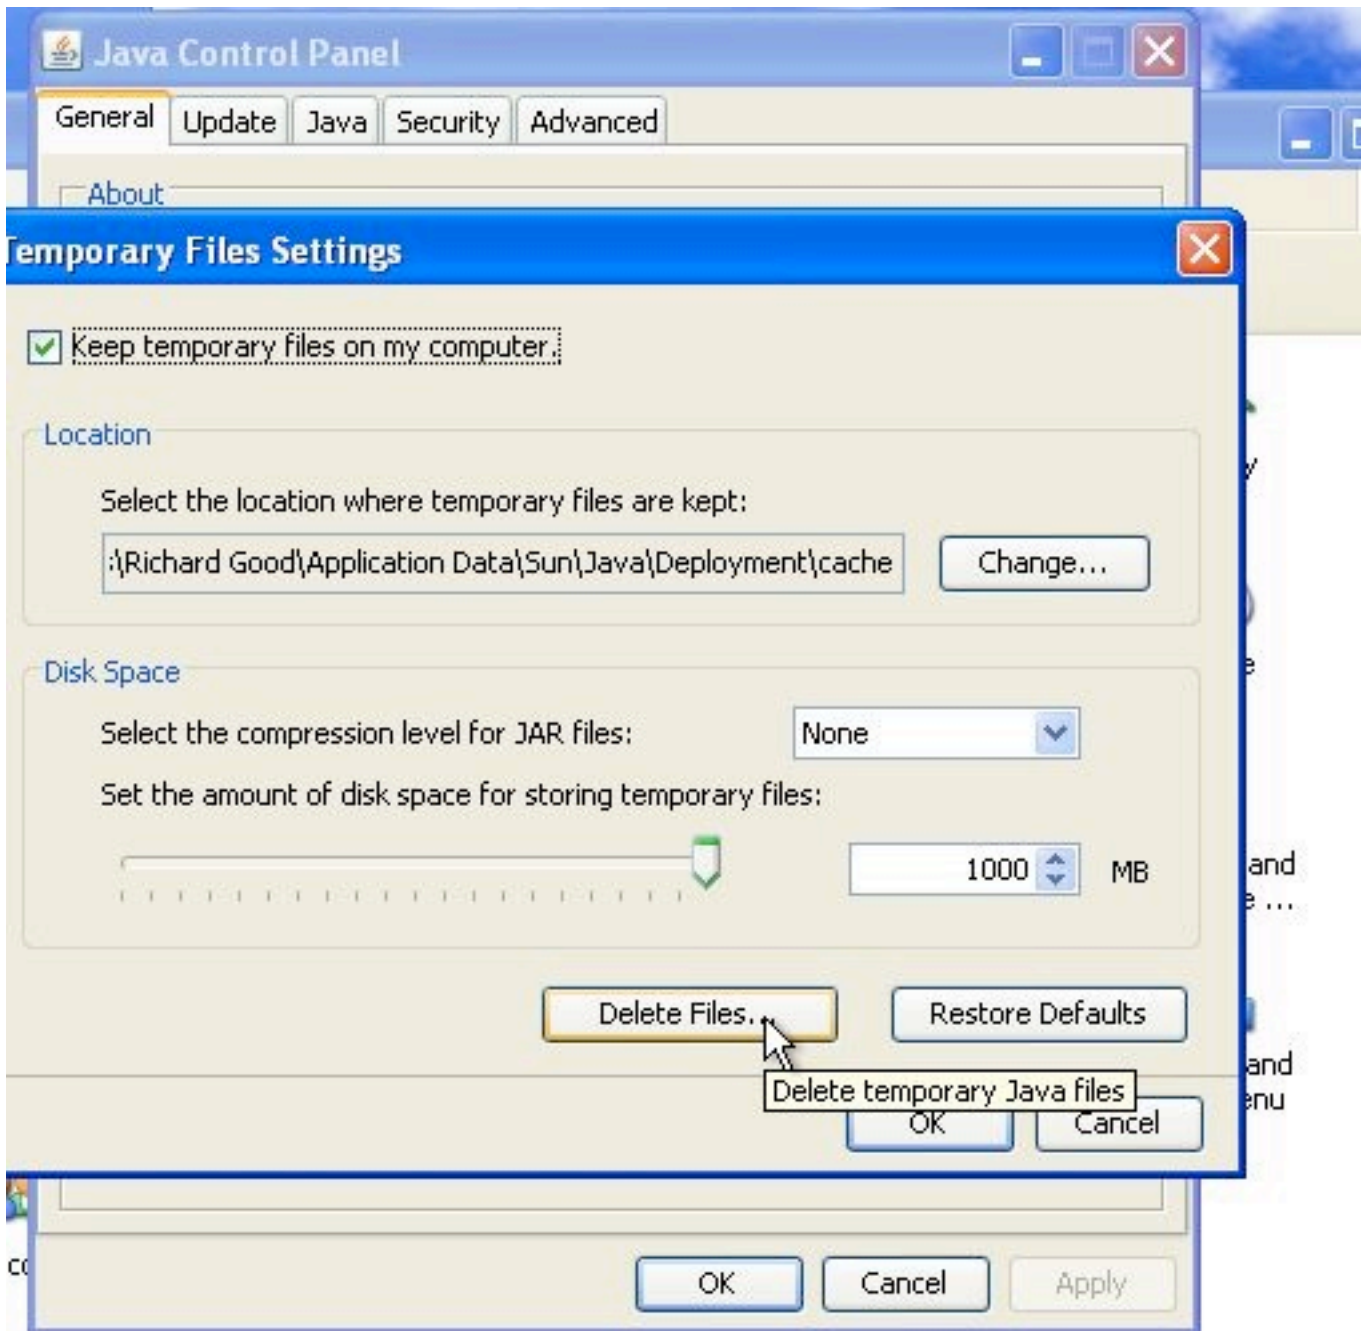 Java Control Panel
General Update Java Security Advanced
About
Temporary Files Settings
Keep temporary files on my computer.
Location
Select the location where temporary files are kept:
:\Richard Good\Application Data\Sun\Java\Deployment\cache Change...
Disk Space
Select the compression level for JAR files: None
Set the amount of disk space for storing temporary files:
1000 MB
and
...
Delete Files... Restore Defaults
and
enu
Delete temporary Java files
OK Cancel
OK Cancel Apply